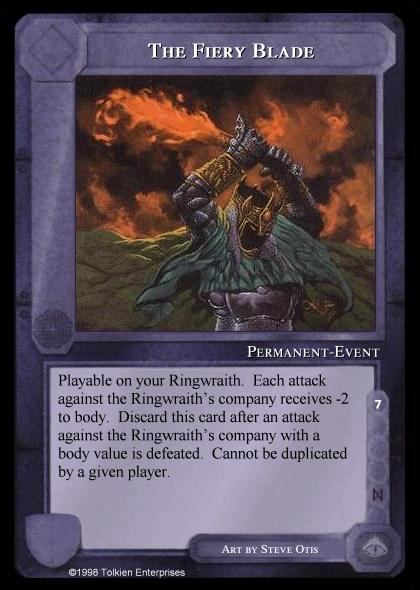 THE FIERY BLADE
PERMANENT-EVENT
Playable on your Ringwraith. Each attack
against the Ringwraith's company receives -2
to body. Discard this card after an attack
against the Ringwraith's company with a
body value is defeated. Cannot be duplicated
by a given player.
7
ART BY STEVE OTIS
©1998 Tolkien Enterprises